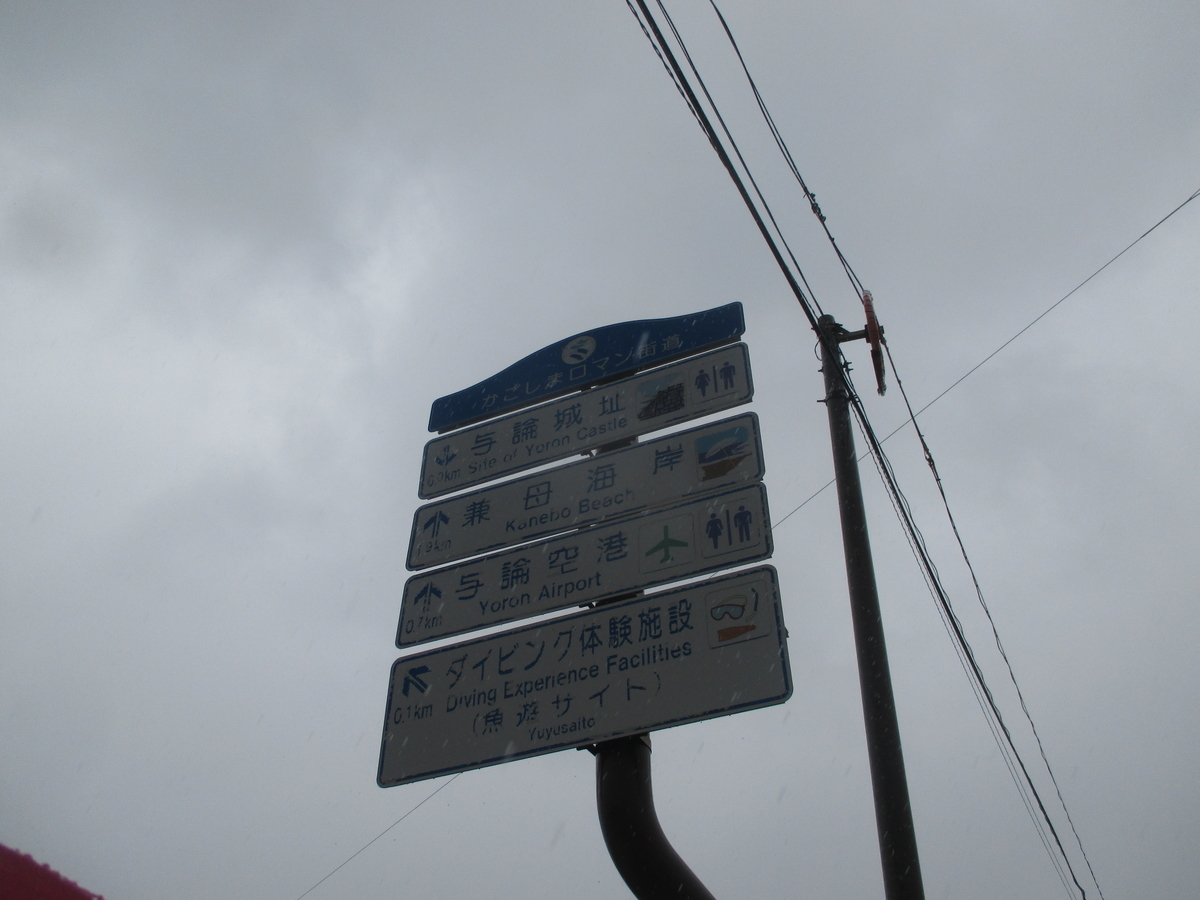 かごしまロマン街道
与論城址
Site of Yoron Castle
兼母海岸
Kanebo Beach
1.9km
与論空港
Yoron Airport
0.7km
ダイビング体験施設
Diving Experience Facilities
0.1km
(魚遊サイト)
Yuyusaito